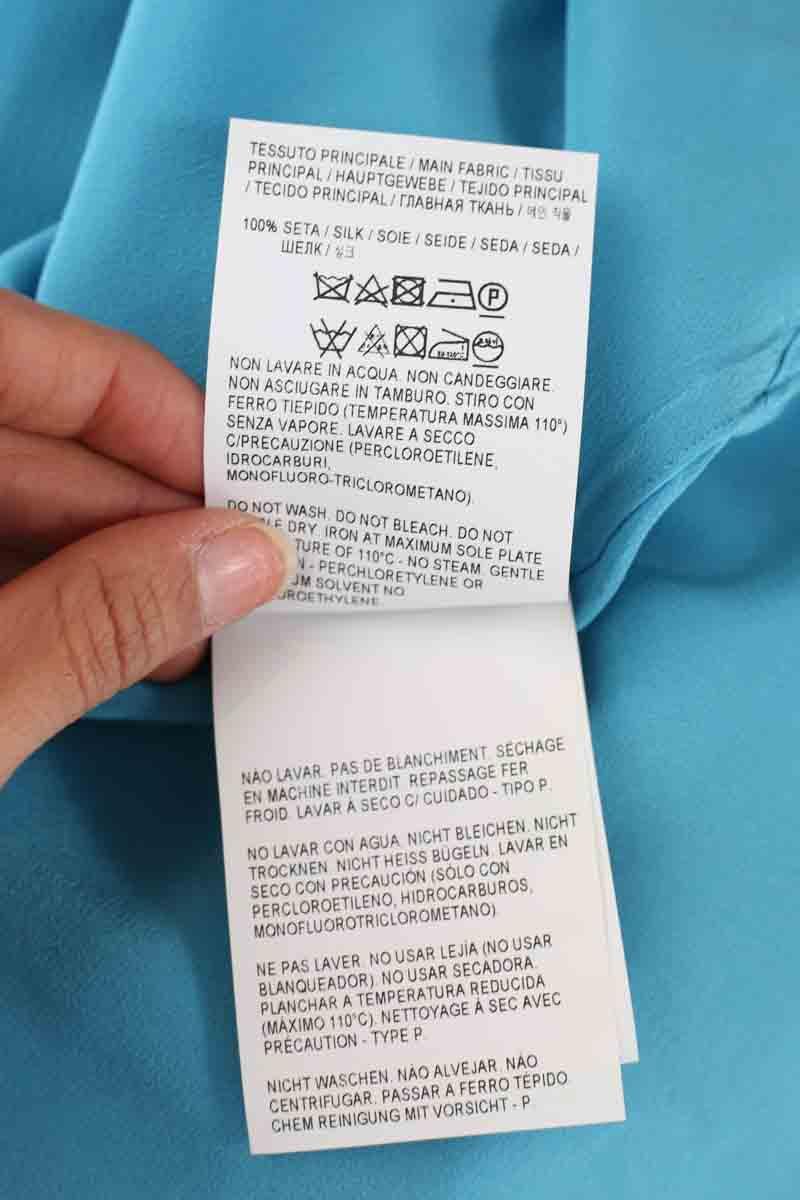 TESSUTO PRINCIPALE / MAIN FABRIC / TISSU
PRINCIPAL / HAUPTGEWEBE / TEJIDO PRINCIPAL
/ TECIDO PRINCIPAL / ГЛАВНАЯ ТКАНЬ / 메인 직물
100% SETA / SILK / SOIE / SEIDE / SEDA / SEDA /
ШЕЛК / 실크
P
NON LAVARE IN ACQUA. NON CANDEGGIARE.
NON ASCIUGARE IN TAMBURO. STIRO CON
FERRO TIEPIDO (TEMPERATURA MASSIMA 110°)
SENZA VAPORE. LAVARE A SECCO
C/PRECAUZIONE (PERCLOROETILENE,
IDROCARBURI,
MONOFLUORO-TRICLOROMETANO).
DO NOT WASH. DO NOT BLEACH. DO NOT
DRY. IRON AT MAXIMUM SOLE PLATE
OF 110°C - NO STEAM. GENTLE
- PERCHLORETYLENE OR
SOLVENT NO
NÃO LAVAR. PAS DE BLANCHIMENT. SÉCHAGE
EN MACHINE INTERDIT. REPASSAGE FER
FROID. LAVAR À SECO C/ CUIDADO - TIPO P.
NO LAVAR CON AGUA. NICHT BLEICHEN. NICHT
TROCKNEN. NICHT HEISS BÜGELN. LAVAR EN
SECO CON PRECAUCIÓN (SÓLO CON
PERCLOROETILENO, HIDROCARBUROS,
MONOFLUOROTRICLOROMETANO).
NE PAS LAVER. NO USAR LEJÍA (NO USAR
BLANQUEADOR). NO USAR SECADORA.
PLANCHAR A TEMPERATURA REDUCIDA
(MÁXIMO 110°C). NETTOYAGE À SEC AVEC
PRÉCAUTION - TYPE P.
NICHT WASCHEN. NÃO ALVEJAR. NÃO
CENTRIFUGAR. PASSAR A FERRO TÉPIDO.
CHEM REINIGUNG MIT VORSICHT - P.